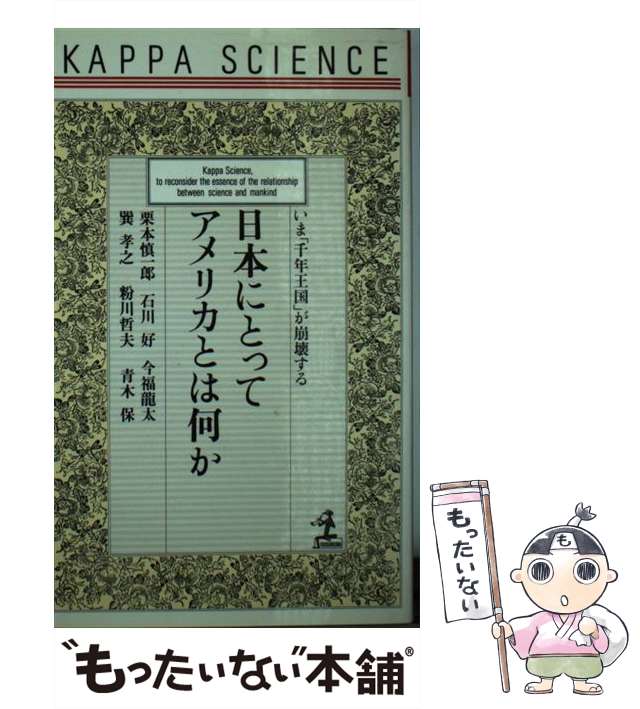 KAPPA SCIENCE
Kappa Science,
to reconsider the essence of the relationship
between science and mankind
いま「千年王国」が崩壊する
日本にとって
アメリカとは何か
栗本慎一郎 石川 好 今福龍太
巽 孝之 粉川哲夫 青木 保
もったいない
も
“もったいない”本舗®